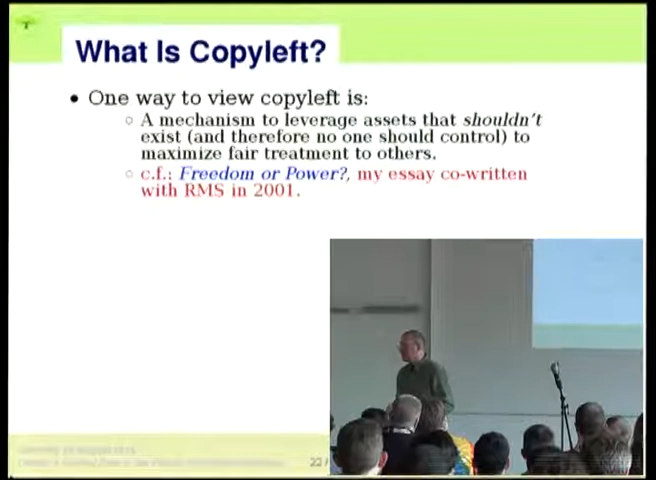 What Is Copyleft?
• One way to view copyleft is:
◦ A mechanism to leverage assets that shouldn't
exist (and therefore no one should control) to
maximize fair treatment to others.
◦ c.f.: Freedom or Power?, my essay co-written
with RMS in 2001.
22/